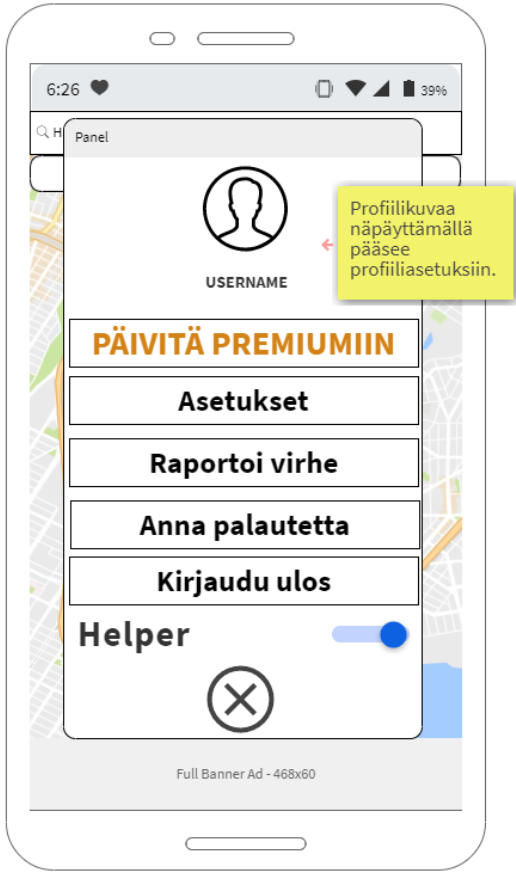 6:26
39%
H
Panel
Profiilikuvaa
näpäyttämällä
pääsee
profiiliasetuksiin.
USERNAME
PÄIVITÄ PREMIUMIIN
Asetukset
Raportoi virhe
Anna palautetta
Kirjaudu ulos
Helper
Full Banner Ad - 468x60